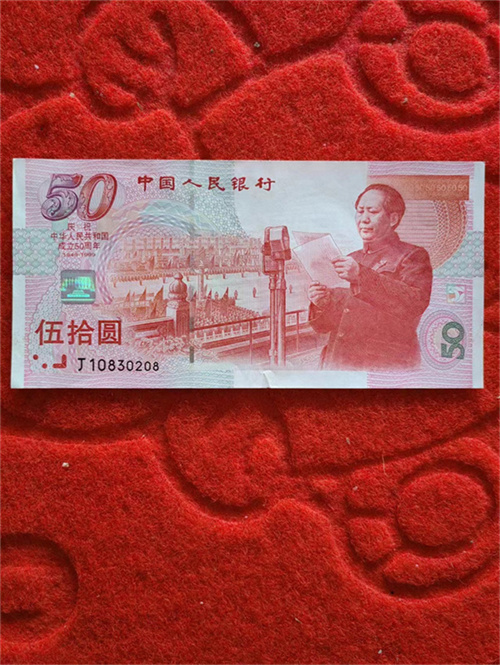 50
中国人民银行
庆祝
中华人民共和国
成立50周年
1949-1999
伍拾圆
J10830208
50